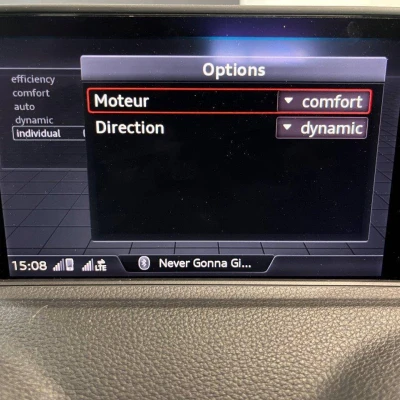 Options
efficiency
comfort
auto
dynamic
individual
Moteur comfort
Direction dynamic
15:08 LTE Never Gonna Gi...